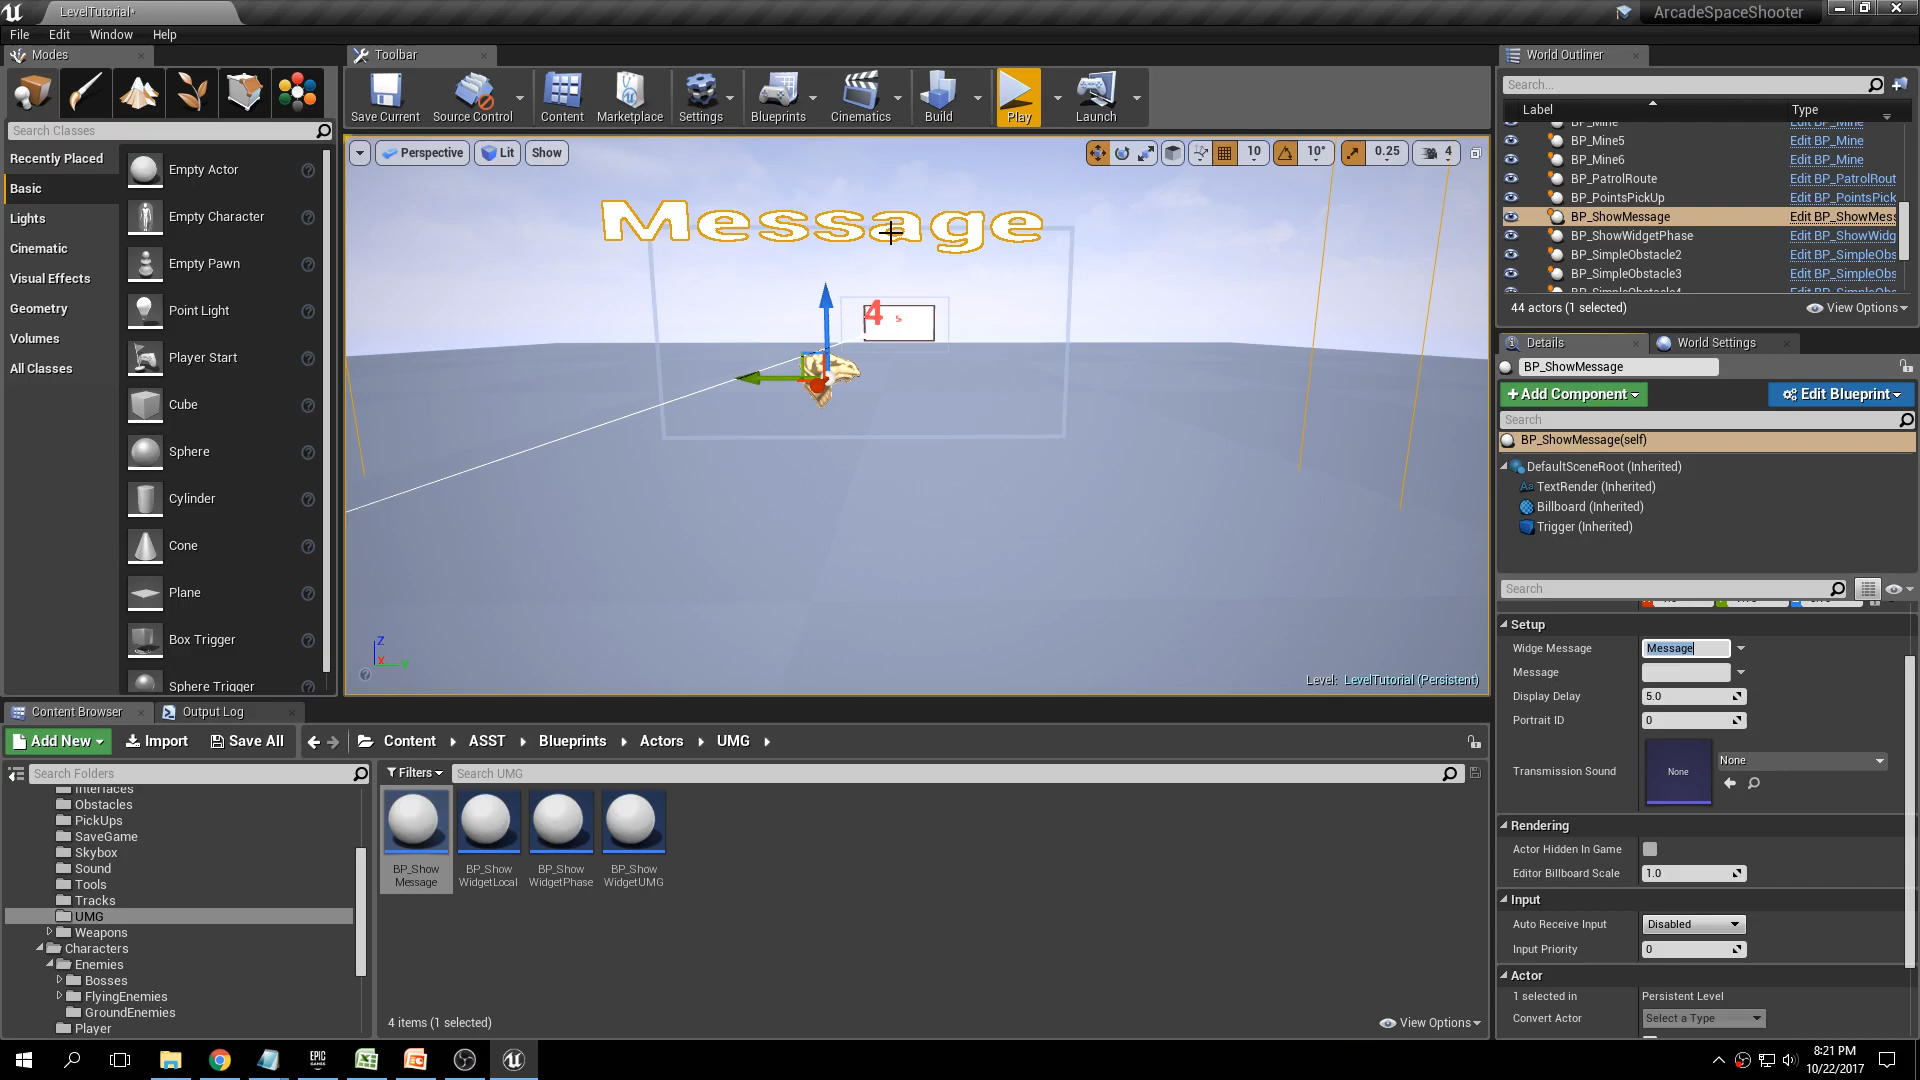 LevelTutorial*
ArcadeSpaceShooter
File Edit Window Help
Modes
Toolbar
World Outliner
Save Current
Source Control
Content
Marketplace
Settings
Blueprints
Cinematics
Build
Play
Launch
Search Classes
Recently Placed
Basic
Lights
Cinematic
Visual Effects
Geometry
Volumes
All Classes
Empty Actor
Empty Character
Empty Pawn
Point Light
Player Start
Cube
Sphere
Cylinder
Cone
Plane
Box Trigger
Sphere Trigger
Perspective
Lit
Show
10
10°
0.25
4
Message
4
5
Z
X
Y
Level: LevelTutorial (Persistent)
Search...
Label Type
BP_Mine Edit BP_Mine
BP_Mine5 Edit BP_Mine
BP_Mine6 Edit BP_Mine
BP_PatrolRoute Edit BP_PatrolRout
BP_PointsPickUp Edit BP_PointsPick
BP_ShowMessage Edit BP_ShowMess
BP_ShowWidgetPhase Edit BP_ShowWidg
BP_SimpleObstacle2 Edit BP_SimpleObs
BP_SimpleObstacle3 Edit BP_SimpleObs
BP_SimpleObstacle4 Edit BP_SimpleObs
44 actors (1 selected)
View Options
Details
World Settings
BP_ShowMessage
+Add Component
Edit Blueprint
Search
BP_ShowMessage(self)
DefaultSceneRoot (Inherited)
TextRender (Inherited)
Billboard (Inherited)
Trigger (Inherited)
Search
Setup
Widge Message Message
Message
Display Delay 5.0
Portrait ID 0
Transmission Sound None None
Rendering
Actor Hidden In Game
Editor Billboard Scale 1.0
Input
Auto Receive Input Disabled
Input Priority 0
Actor
1 selected in Persistent Level
Convert Actor Select a Type
Content Browser
Output Log
Add New
Import
Save All
Content
ASST
Blueprints
Actors
UMG
Search Folders
Filters
Search UMG
Interfaces
Obstacles
PickUps
SaveGame
Skybox
Sound
Tools
Tracks
UMG
Weapons
Characters
Enemies
Bosses
FlyingEnemies
GroundEnemies
Player
BP_Show
Message
BP_Show
WidgetLocal
BP_Show
WidgetPhase
BP_Show
WidgetUMG
4 items (1 selected)
View Options
EPIC
GAMES
8:21 PM
10/22/2017